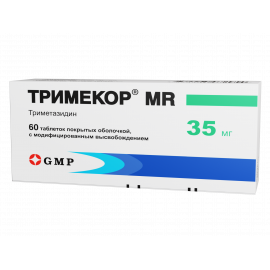 ТРИМЕКОР® MR
Триметазидин
60 таблеток покрытых оболочкой,
с модифицированным высвобождением
35 мг
GMP